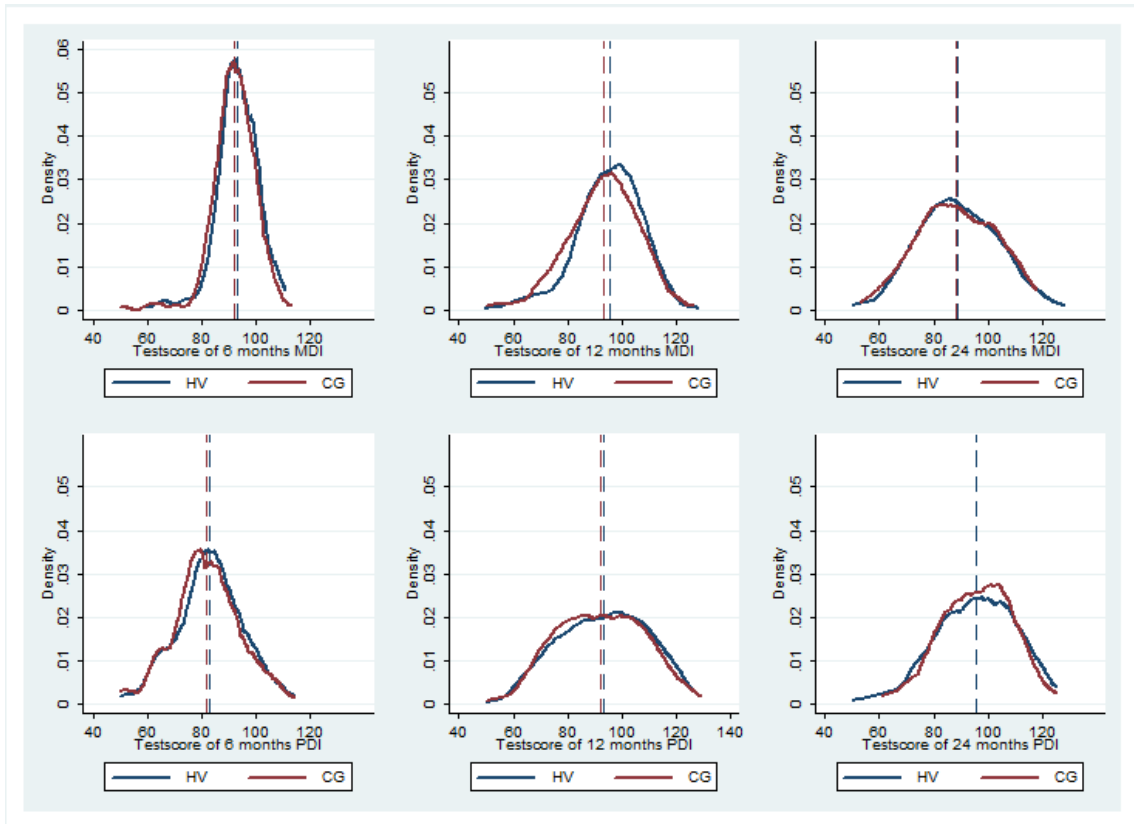 Density
0 .01 .02 .03 .04 .05 .06
40 60 80 100 120
Testscore of 6 months MDI
HV CG
Density
0 .01 .02 .03 .04 .05
40 60 80 100 120
Testscore of 12 months MDI
HV CG
Density
0 .01 .02 .03 .04 .05
40 60 80 100 120
Testscore of 24 months MDI
HV CG
Density
0 .01 .02 .03 .04 .05
40 60 80 100 120
Testscore of 6 months PDI
HV CG
Density
0 .01 .02 .03 .04 .05
40 60 80 100 120 140
Testscore of 12 months PDI
HV CG
Density
0 .01 .02 .03 .04 .05
40 60 80 100 120
Testscore of 24 months PDI
HV CG